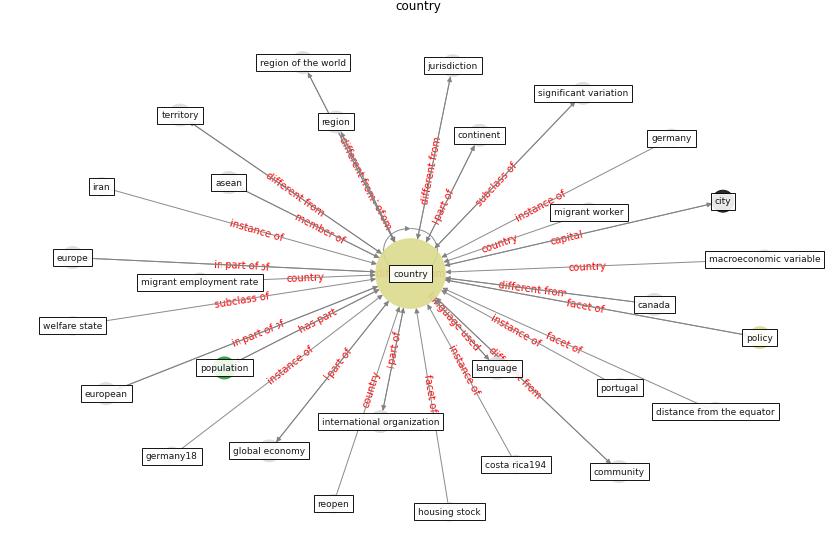 country
region of the world
jurisdiction
significant variation
territory
region
continent
germany
different from
different from
part of
subclass of
asean
iran
different from
instance of
migrant worker
city
member of
instance of
country
capital
europe
part of
country
macroeconomic variable
migrant employment rate
country
country
subclass of
different from
canada
facet of
welfare state
has part
instance of
facet of
policy
part of
population
instance of
part of
part of
language
european
country
facet of
instance of
portugal
distance from the equator
international organization
germany18
global economy
costa rica194
community
reopen
housing stock